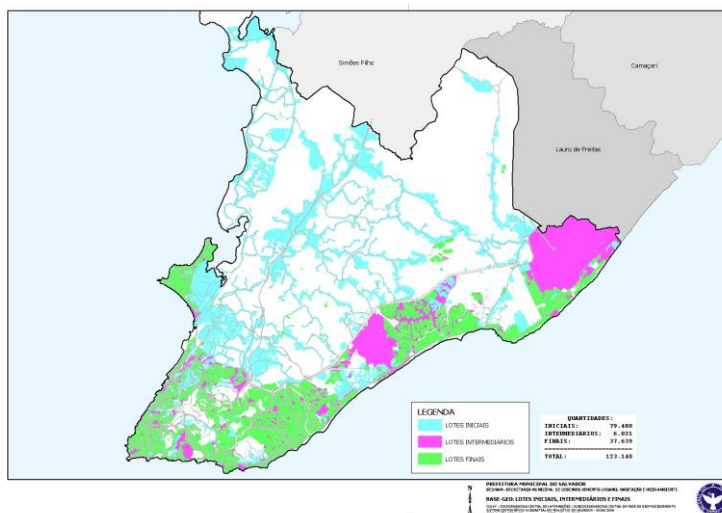 Simões Filho
Camaçari
Lauro de Freitas
LEGENDA
LOTES INICIAIS
LOTES INTERMEDIÁRIOS
LOTES FINAIS
QUANTIDADES:
INICIAIS: 79.480
INTERMEDIÁRIOS: 6.021
FINAIS: 37.639
TOTAL: 123.140
N
PREFEITURA MUNICIPAL DO SALVADOR
BASE-GEO: LOTES INICIAIS, INTERMEDIÁRIOS E FINAIS